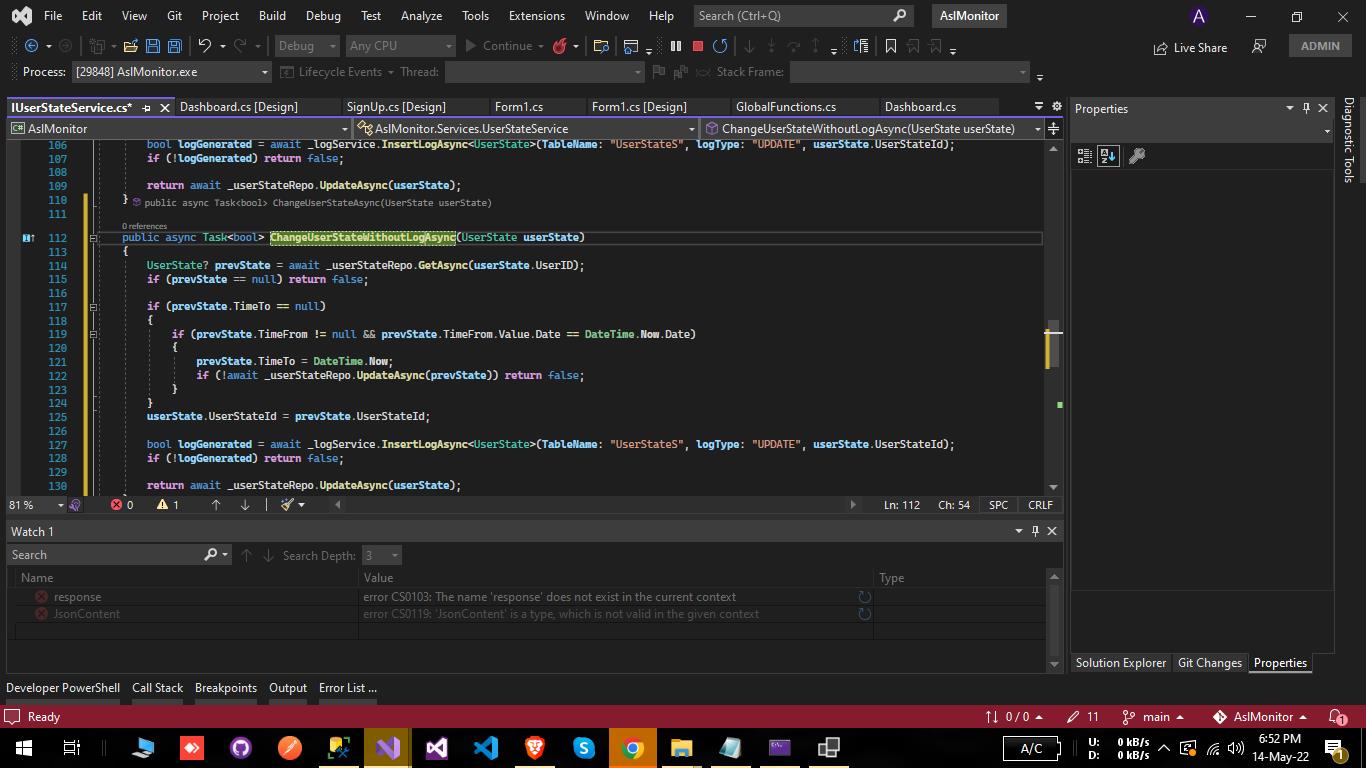 File Edit View Git Project Build Debug Test Analyze Tools Extensions Window Help Search (Ctrl+Q) AslMonitor A
Debug Any CPU Continue Live Share ADMIN
Process: [29848] AslMonitor.exe Lifecycle Events Thread: Stack Frame:
IUserStateService.cs* Dashboard.cs [Design] SignUp.cs [Design] Form1.cs Form1.cs [Design] GlobalFunctions.cs Dashboard.cs
AslMonitor AslMonitor.Services.UserStateService ChangeUserStateWithoutLogAsync(UserState userState)
106 bool logGenerated = await _logService.InsertLogAsync<UserState>(TableName: "UserStateS", logType: "UPDATE", userState.UserStateId);
107 if (!logGenerated) return false;
108
109 return await _userStateRepo.UpdateAsync(userState);
110 } public async Task<bool> ChangeUserStateAsync(UserState userState)
111
0 references
112 public async Task<bool> ChangeUserStateWithoutLogAsync(UserState userState)
113 {
114 UserState? prevState = await _userStateRepo.GetAsync(userState.UserID);
115 if (prevState == null) return false;
116
117 if (prevState.TimeTo == null)
118 {
119 if (prevState.TimeFrom != null && prevState.TimeFrom.Value.Date == DateTime.Now.Date)
120 {
121 prevState.TimeTo = DateTime.Now;
122 if (!await _userStateRepo.UpdateAsync(prevState)) return false;
123 }
124 }
125 userState.UserStateId = prevState.UserStateId;
126
127 bool logGenerated = await _logService.InsertLogAsync<UserState>(TableName: "UserStateS", logType: "UPDATE", userState.UserStateId);
128 if (!logGenerated) return false;
129
130 return await _userStateRepo.UpdateAsync(userState);
81 % 0 1 Ln: 112 Ch: 54 SPC CRLF
Watch 1
Search Search Depth: 3
Name Value Type
response error CS0103: The name 'response' does not exist in the current context
JsonContent error CS0119: 'JsonContent' is a type, which is not valid in the given context
Developer PowerShell Call Stack Breakpoints Output Error List ...
Properties
Solution Explorer Git Changes Properties
Diagnostic Tools
Ready 0 / 0 11 main AslMonitor 1
A/C U: 0 kB/s 6:52 PM
D: 0 kB/s 14-May-22 1